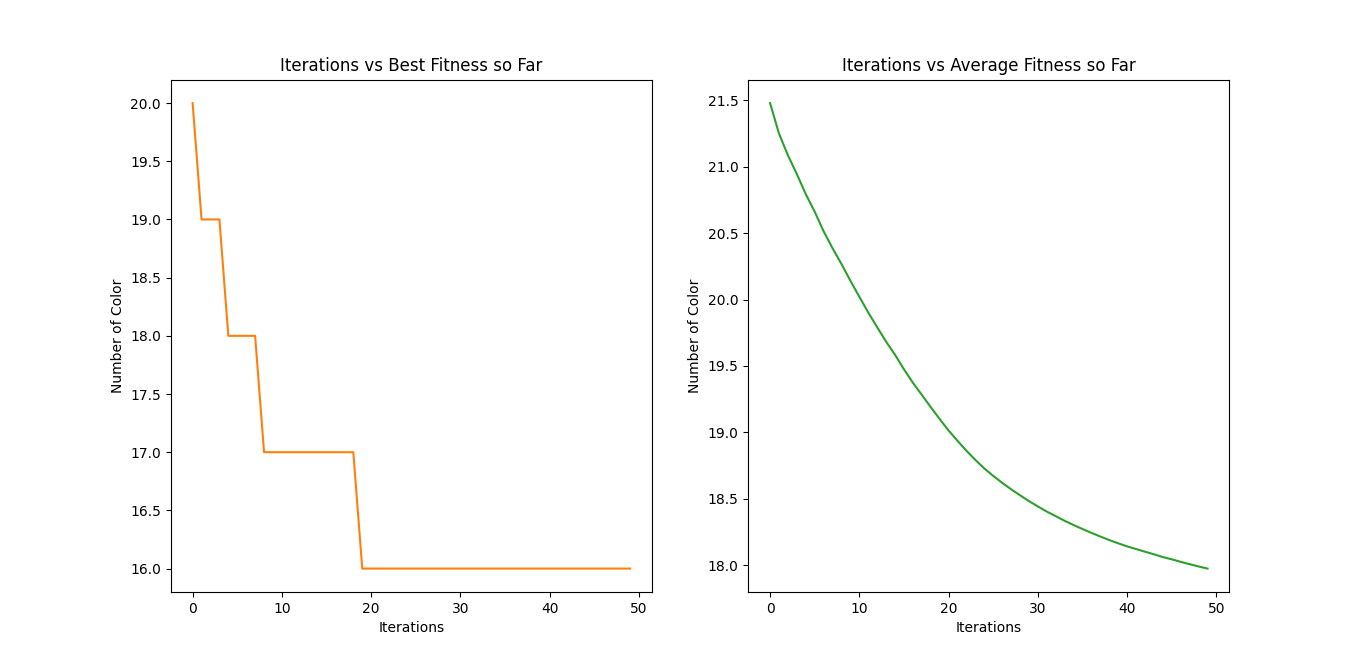 Iterations vs Best Fitness so Far
Number of Color
20.0
19.5
19.0
18.5
18.0
17.5
17.0
16.5
16.0
0 10 20 30 40 50
Iterations
Iterations vs Average Fitness so Far
Number of Color
21.5
21.0
20.5
20.0
19.5
19.0
18.5
18.0
0 10 20 30 40 50
Iterations